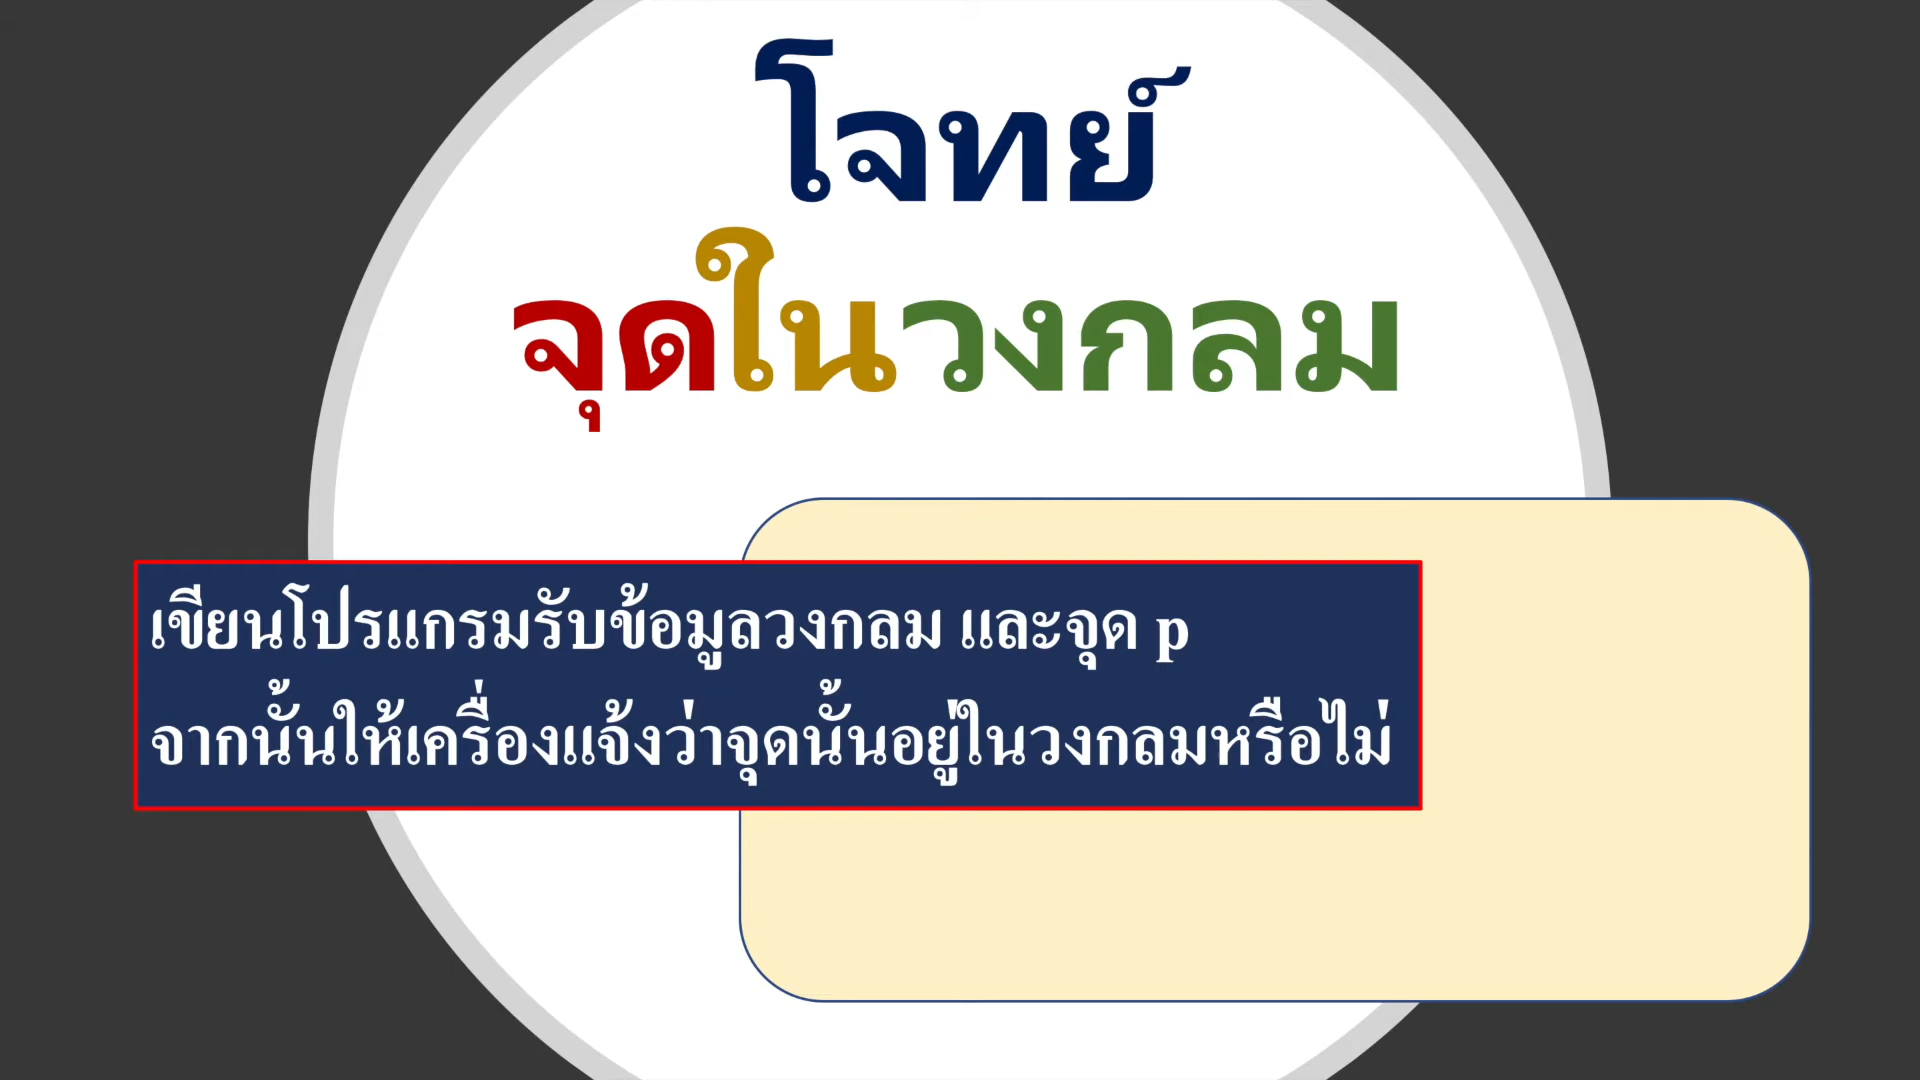 โจทย์
จุดในวงกลม
เขียนโปรแกรมรับข้อมูลวงกลม และจุด p
จากนั้นให้เครื่องแจ้งว่าจุดนั้นอยู่ในวงกลมหรือไม่